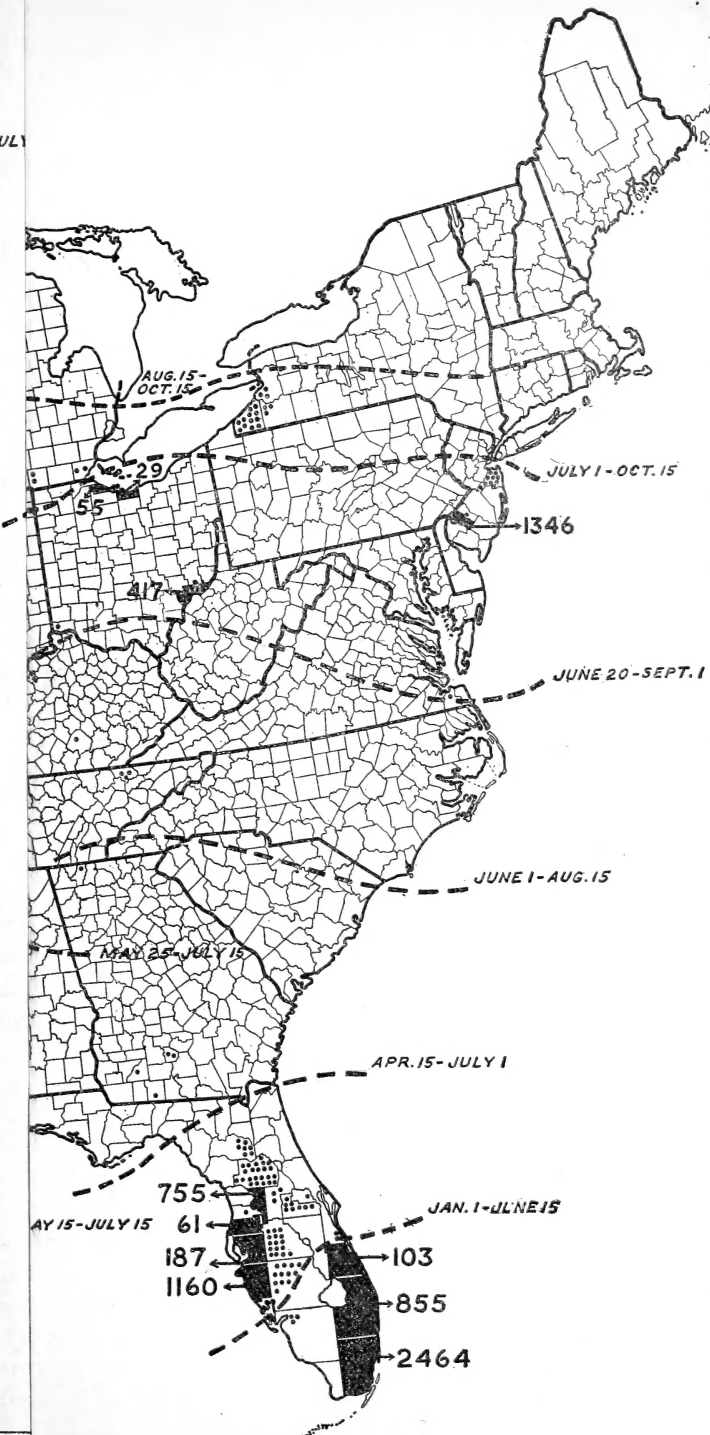 ULY
AUG. 15-
OCT. 15
29
55
JULY 1 - OCT. 15
1346
417
JUNE 20 - SEPT. 1
JUNE 1 - AUG. 15
MAY 25 - JULY 15
APR. 15 - JULY 1
755
AY 15 - JULY 15
61
JAN. 1 - JUNE 15
187
103
1160
855
2464